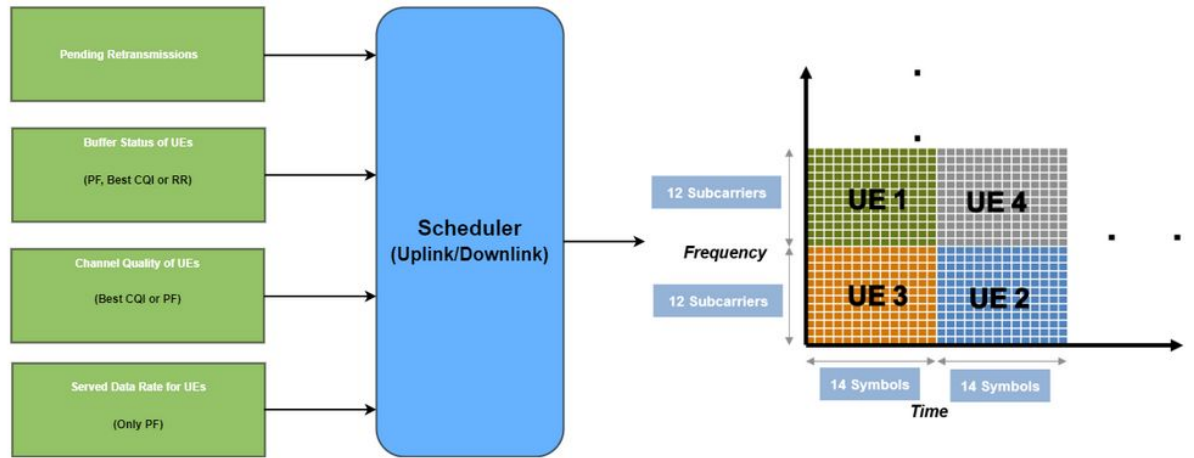 Pending Retransmissions
Buffer Status of UEs
(PF, Best CQI or RR)
Channel Quality of UEs
(Best CQI or PF)
Served Data Rate for UEs
(Only PF)
Scheduler
(Uplink/Downlink)
12 Subcarriers
Frequency
12 Subcarriers
UE 1
UE 4
UE 3
UE 2
14 Symbols
14 Symbols
Time